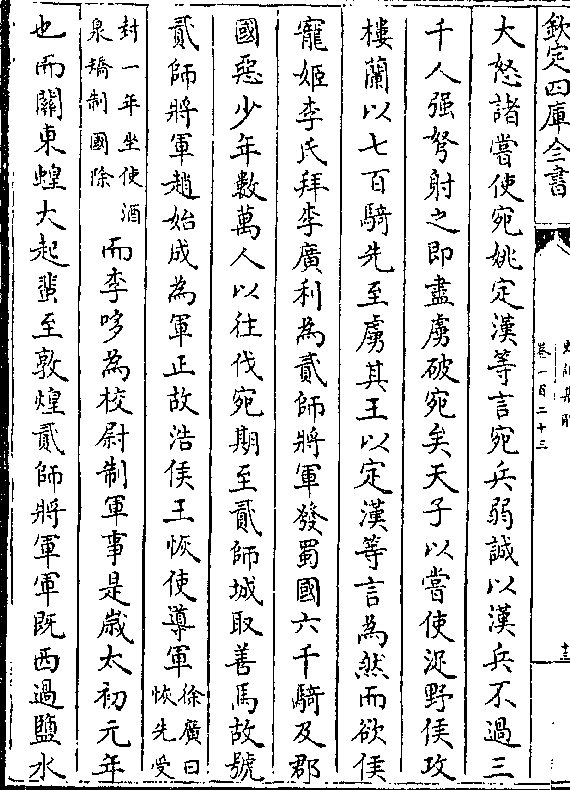 欽定四庫全書
卷一百二十三
大怒諸嘗使宛姚定漢等言宛兵弱誠以漢兵不過三
千人强弩射之即盡虜破宛矣天子以嘗使浞野侯攻
樓蘭以七百騎先至虜其王以定漢等言為然而欲侯
寵姬李氏拜李廣利為貳師將軍發蜀國六千騎及郡
國惡少年數萬人以往伐宛期至貳師城取善馬故號
貳師將軍趙始成為軍正故浩侯王恢使導軍徐廣曰恢先受
封一年坐使酒泉矯制國除而李哆為校尉制軍事是歲太初元年
也而關東蝗大起蜚至敦煌貳師將軍軍既西過鹽水